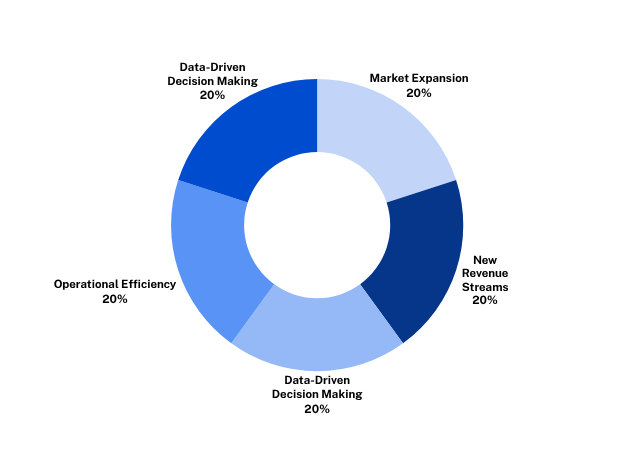 Data-Driven
Decision Making
20%
Market Expansion
20%
New
Revenue
Streams
20%
Operational Efficiency
20%
Data-Driven
Decision Making
20%